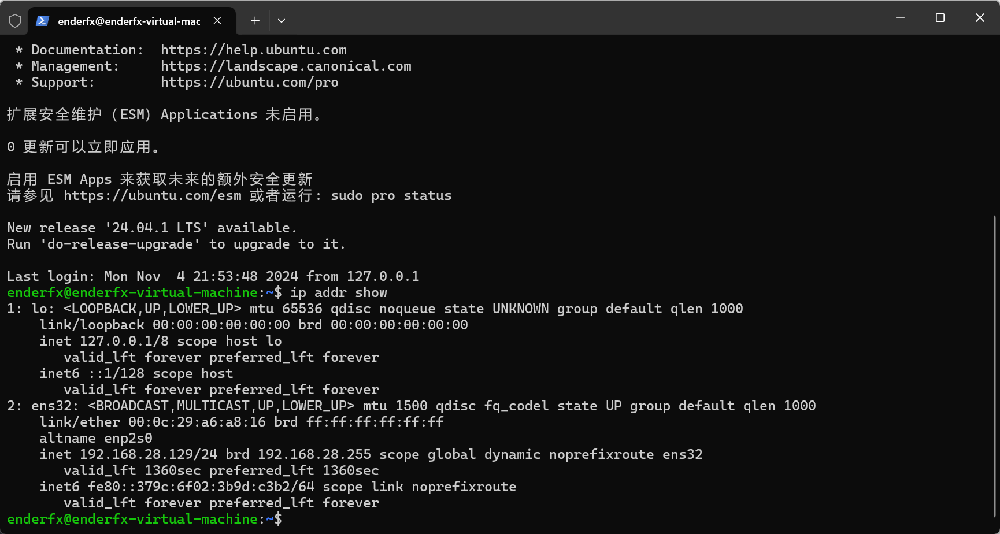 enderfx@enderfx-virtual-mac
* Documentation:  https://help.ubuntu.com
* Management:     https://landscape.canonical.com
* Support:        https://ubuntu.com/pro
扩展安全维护（ESM）Applications 未启用。
0 更新可以立即应用。
启用 ESM Apps 来获取未来的额外安全更新
请参见 https://ubuntu.com/esm 或者运行: sudo pro status
New release '24.04.1 LTS' available.
Run 'do-release-upgrade' to upgrade to it.
Last login: Mon Nov  4 21:53:48 2024 from 127.0.0.1
enderfx@enderfx-virtual-machine:~$ ip addr show
1: lo: <LOOPBACK,UP,LOWER_UP> mtu 65536 qdisc noqueue state UNKNOWN group default qlen 1000
    link/loopback 00:00:00:00:00:00 brd 00:00:00:00:00:00
    inet 127.0.0.1/8 scope host lo
       valid_lft forever preferred_lft forever
    inet6 ::1/128 scope host
       valid_lft forever preferred_lft forever
2: ens32: <BROADCAST,MULTICAST,UP,LOWER_UP> mtu 1500 qdisc fq_codel state UP group default qlen 1000
    link/ether 00:0c:29:a6:a8:16 brd ff:ff:ff:ff:ff:ff
    altname enp2s0
    inet 192.168.28.129/24 brd 192.168.28.255 scope global dynamic noprefixroute ens32
       valid_lft 1360sec preferred_lft 1360sec
    inet6 fe80::379c:6f02:3b9d:c3b2/64 scope link noprefixroute
       valid_lft forever preferred_lft forever
enderfx@enderfx-virtual-machine:~$